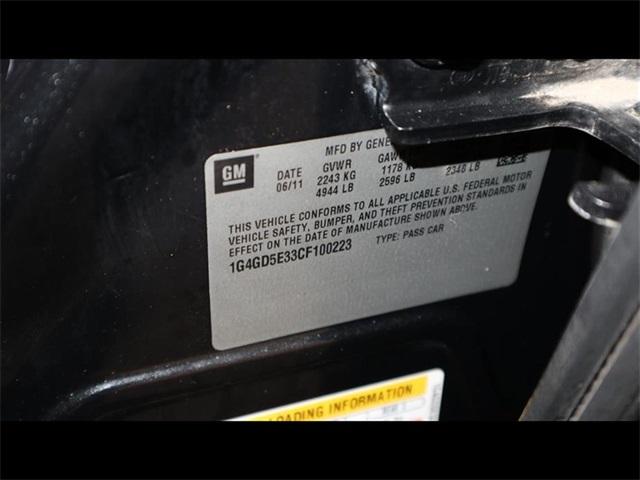 GM
MFD BY GENE
DATE GVWR GAW
06/11 2243 KG 1178 K
4944 LB 2596 LB 2348 LB
THIS VEHICLE CONFORMS TO ALL APPLICABLE U.S. FEDERAL MOTOR
VEHICLE SAFETY, BUMPER, AND THEFT PREVENTION STANDARDS IN
EFFECT ON THE DATE OF MANUFACTURE SHOWN ABOVE.
1G4GD5E33CF100223 TYPE: PASS CAR
LOADING INFORMATION